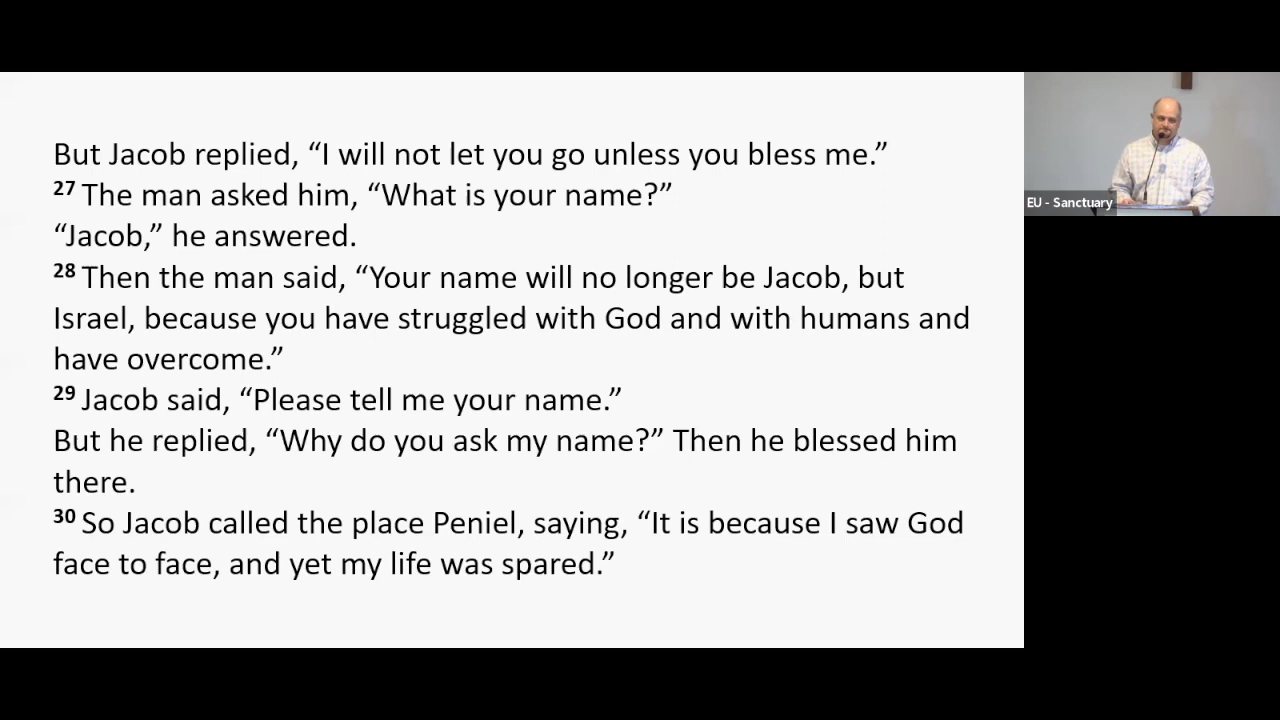 But Jacob replied, “I will not let you go unless you bless me.”
27 The man asked him, “What is your name?”
“Jacob,” he answered.
28 Then the man said, “Your name will no longer be Jacob, but
Israel, because you have struggled with God and with humans and
have overcome.”
29 Jacob said, “Please tell me your name.”
But he replied, “Why do you ask my name?” Then he blessed him
there.
30 So Jacob called the place Peniel, saying, “It is because I saw God
face to face, and yet my life was spared.”
EU - Sanctuary